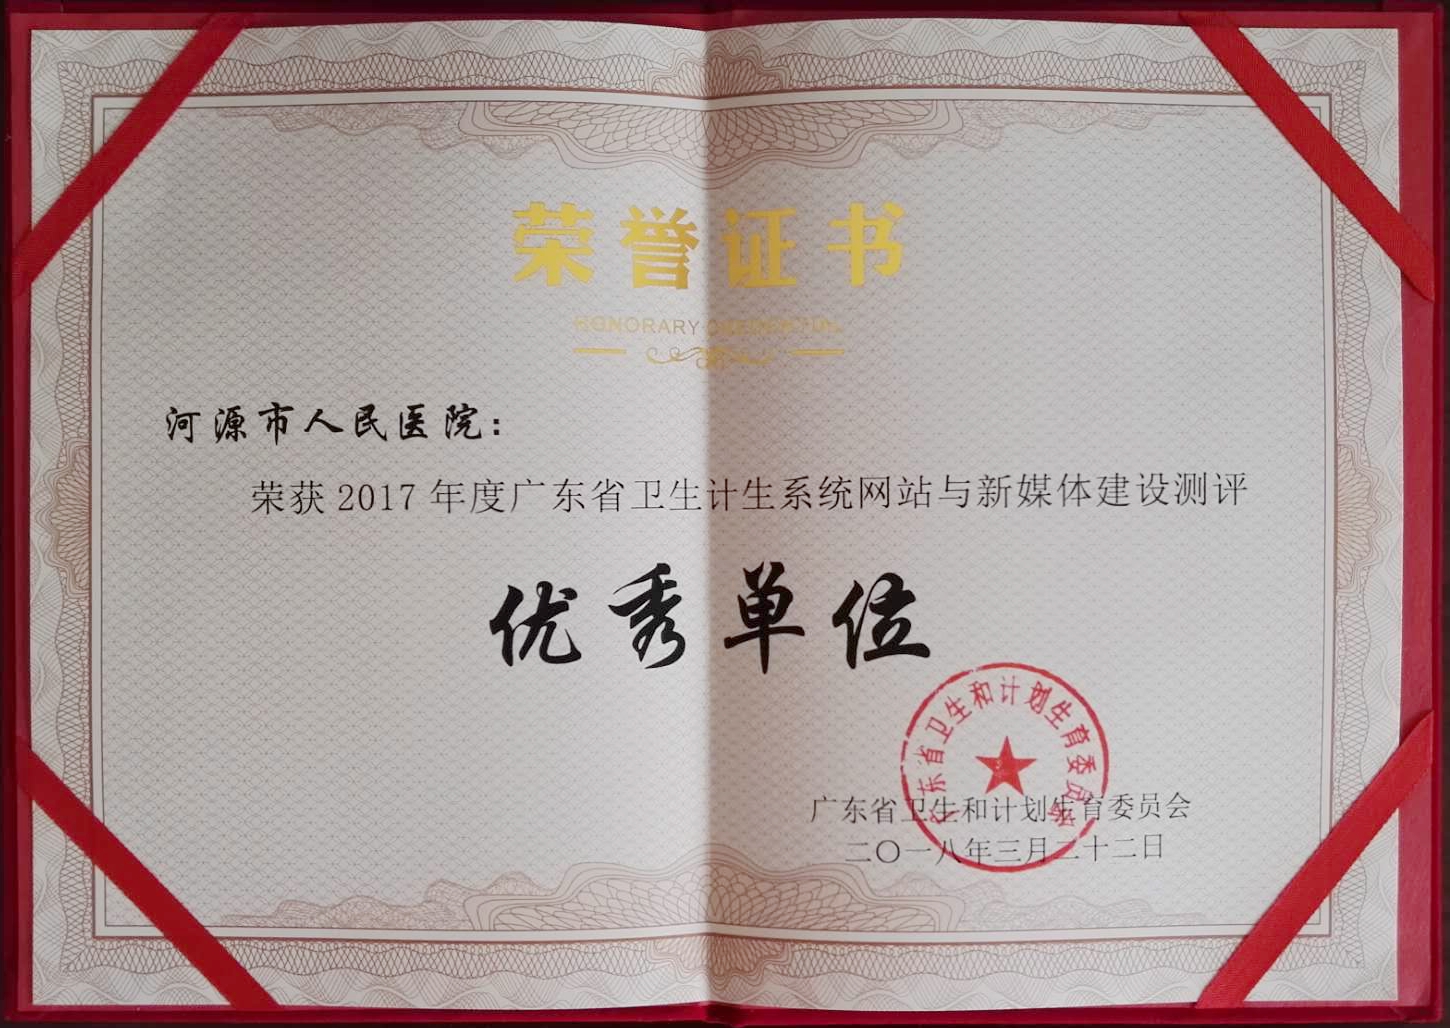 荣誉证书
HONORARY CREDENTIAL
河源市人民医院：
荣获 2017 年度广东省卫生计生系统网站与新媒体建设测评
优秀单位
广东省卫生和计划生育委员会
广东省卫生和计划生育委员会
二〇一八年三月二十二日